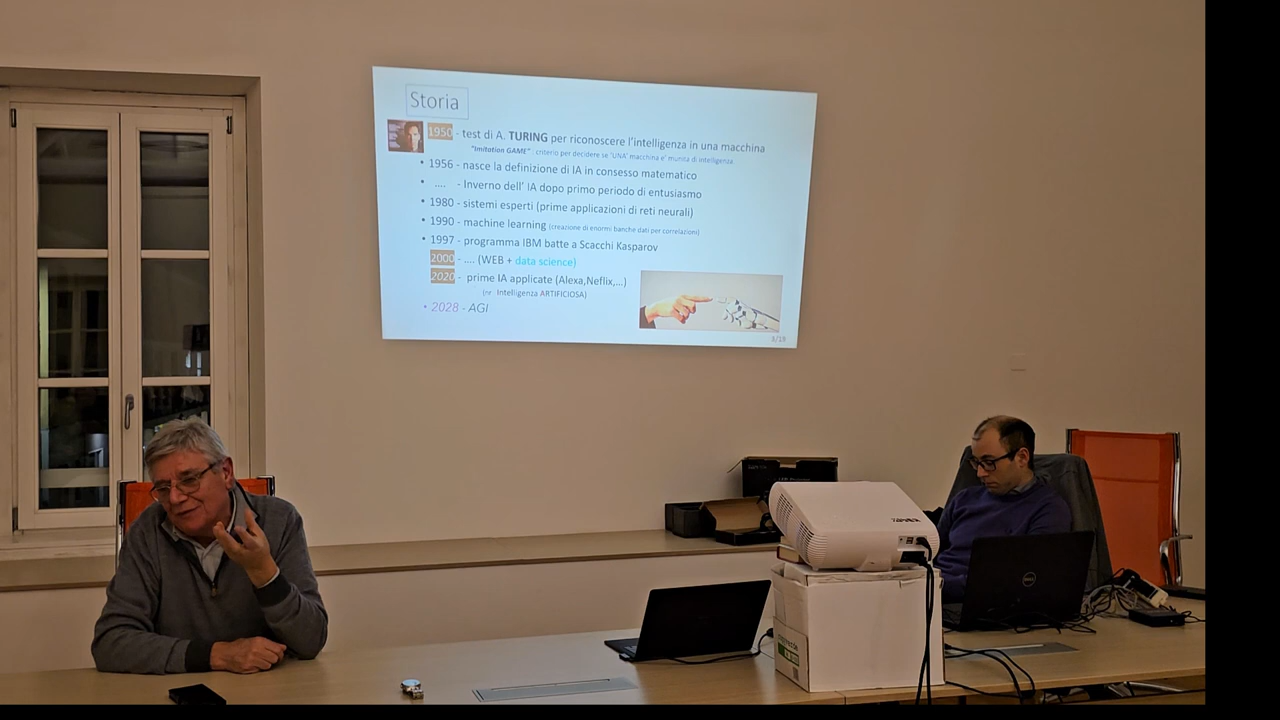 Storia
1950 - test di A. TURING per riconoscere l'intelligenza in una macchina
"Imitation GAME" : criterio per decidere se 'UNA' macchina e' munita di intelligenza.
• 1956 - nasce la definizione di IA in consesso matematico
• .... - Inverno dell' IA dopo primo periodo di entusiasmo
• 1980 - sistemi esperti (prime applicazioni di reti neurali)
• 1990 - machine learning (creazione di enormi banche dati per correlazioni)
• 1997 - programma IBM batte a Scacchi Kasparov
2000 - .... (WEB + data science)
2020 - prime IA applicate (Alexa,Neflix,...)
Intelligenza ARTIFICIOSA)
• 2028 - AGI
3/18
DELL